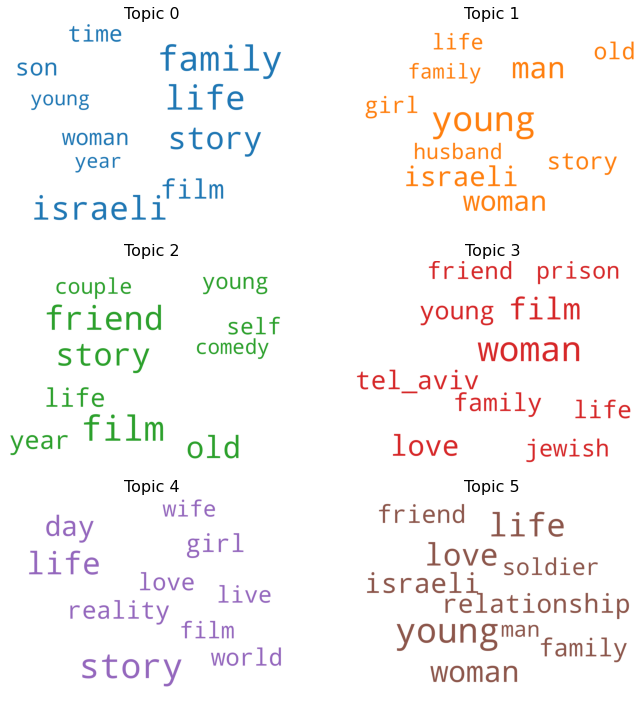 Topic 0
time
family
son
life
young
woman
story
year
film
israeli
Topic 1
life
old
family
man
girl
young
husband
story
israeli
woman
Topic 2
couple
young
friend
self
story
comedy
life
film
year
old
Topic 3
friend prison
young film
woman
tel_aviv
family
life
love
jewish
Topic 4
wife
day
girl
life
love
live
reality
film
world
story
Topic 5
friend
life
love
soldier
israeli
relationship
young man
family
woman